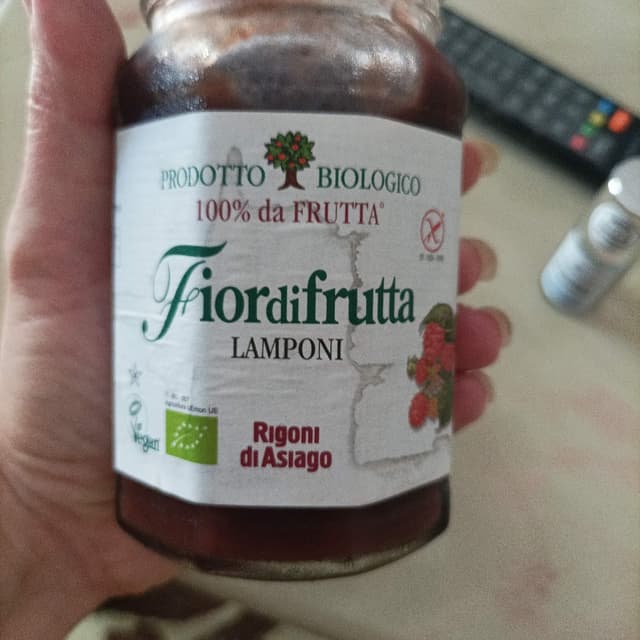 PRODOTTO BIOLOGICO
100% da FRUTTA°
Fiordifrutta
LAMPONI
Vegan
Rigoni
di Asiago